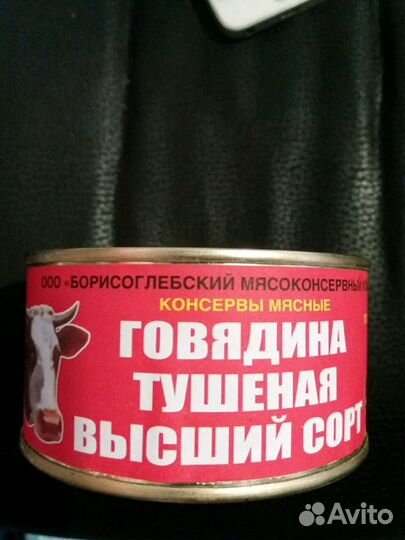 ООО «БОРИСОГЛЕБСКИЙ МЯСОКОНСЕРВНЫЙ
КОНСЕРВЫ МЯСНЫЕ
ГОВЯДИНА
ТУШЕНАЯ
ВЫСШИЙ СОРТ
Avito